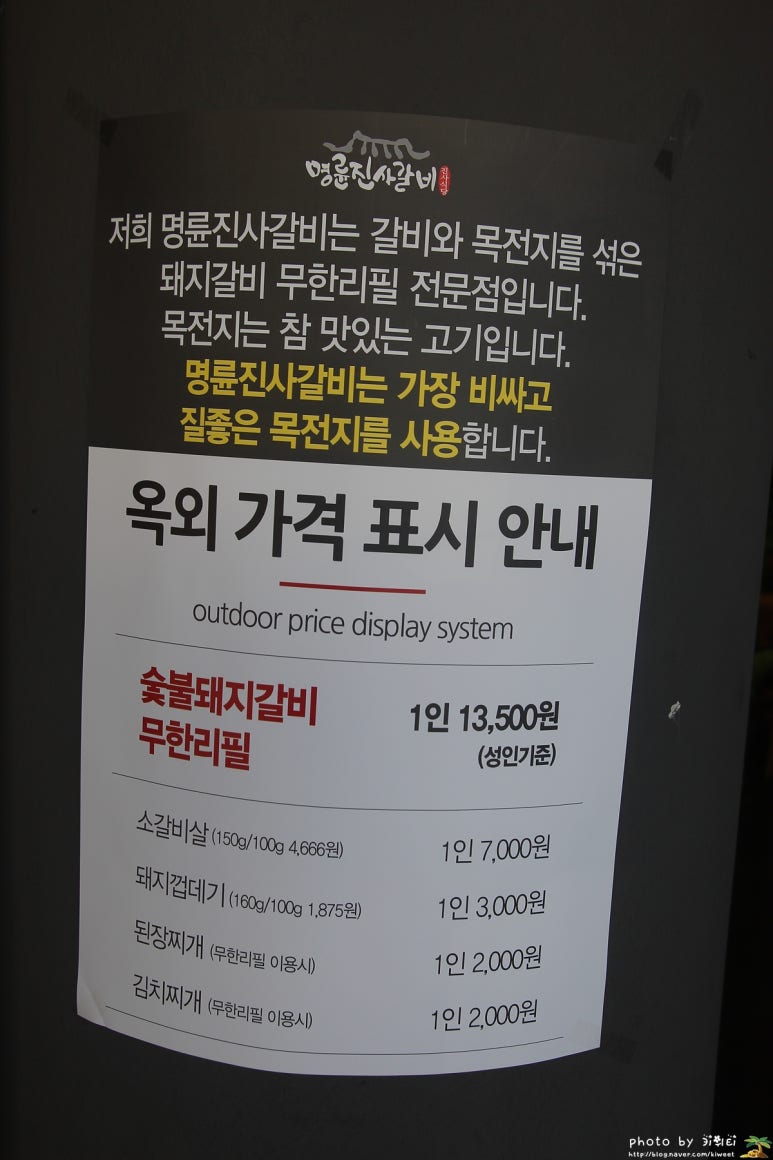 명륜진사갈비
진사식당
저희 명륜진사갈비는 갈비와 목전지를 섞은
돼지갈비 무한리필 전문점입니다.
목전지는 참 맛있는 고기입니다.
명륜진사갈비는 가장 비싸고
질좋은 목전지를 사용합니다.
옥외 가격 표시 안내
outdoor price display system
숯불돼지갈비
무한리필
1인 13,500원
(성인기준)
소갈비살 (150g/100g 4,666원) 1인 7,000원
돼지껍데기 (160g/100g 1,875원) 1인 3,000원
된장찌개 (무한리필 이용시) 1인 2,000원
김치찌개 (무한리필 이용시) 1인 2,000원
photo by 키위티
http://blog.naver.com/kiweet